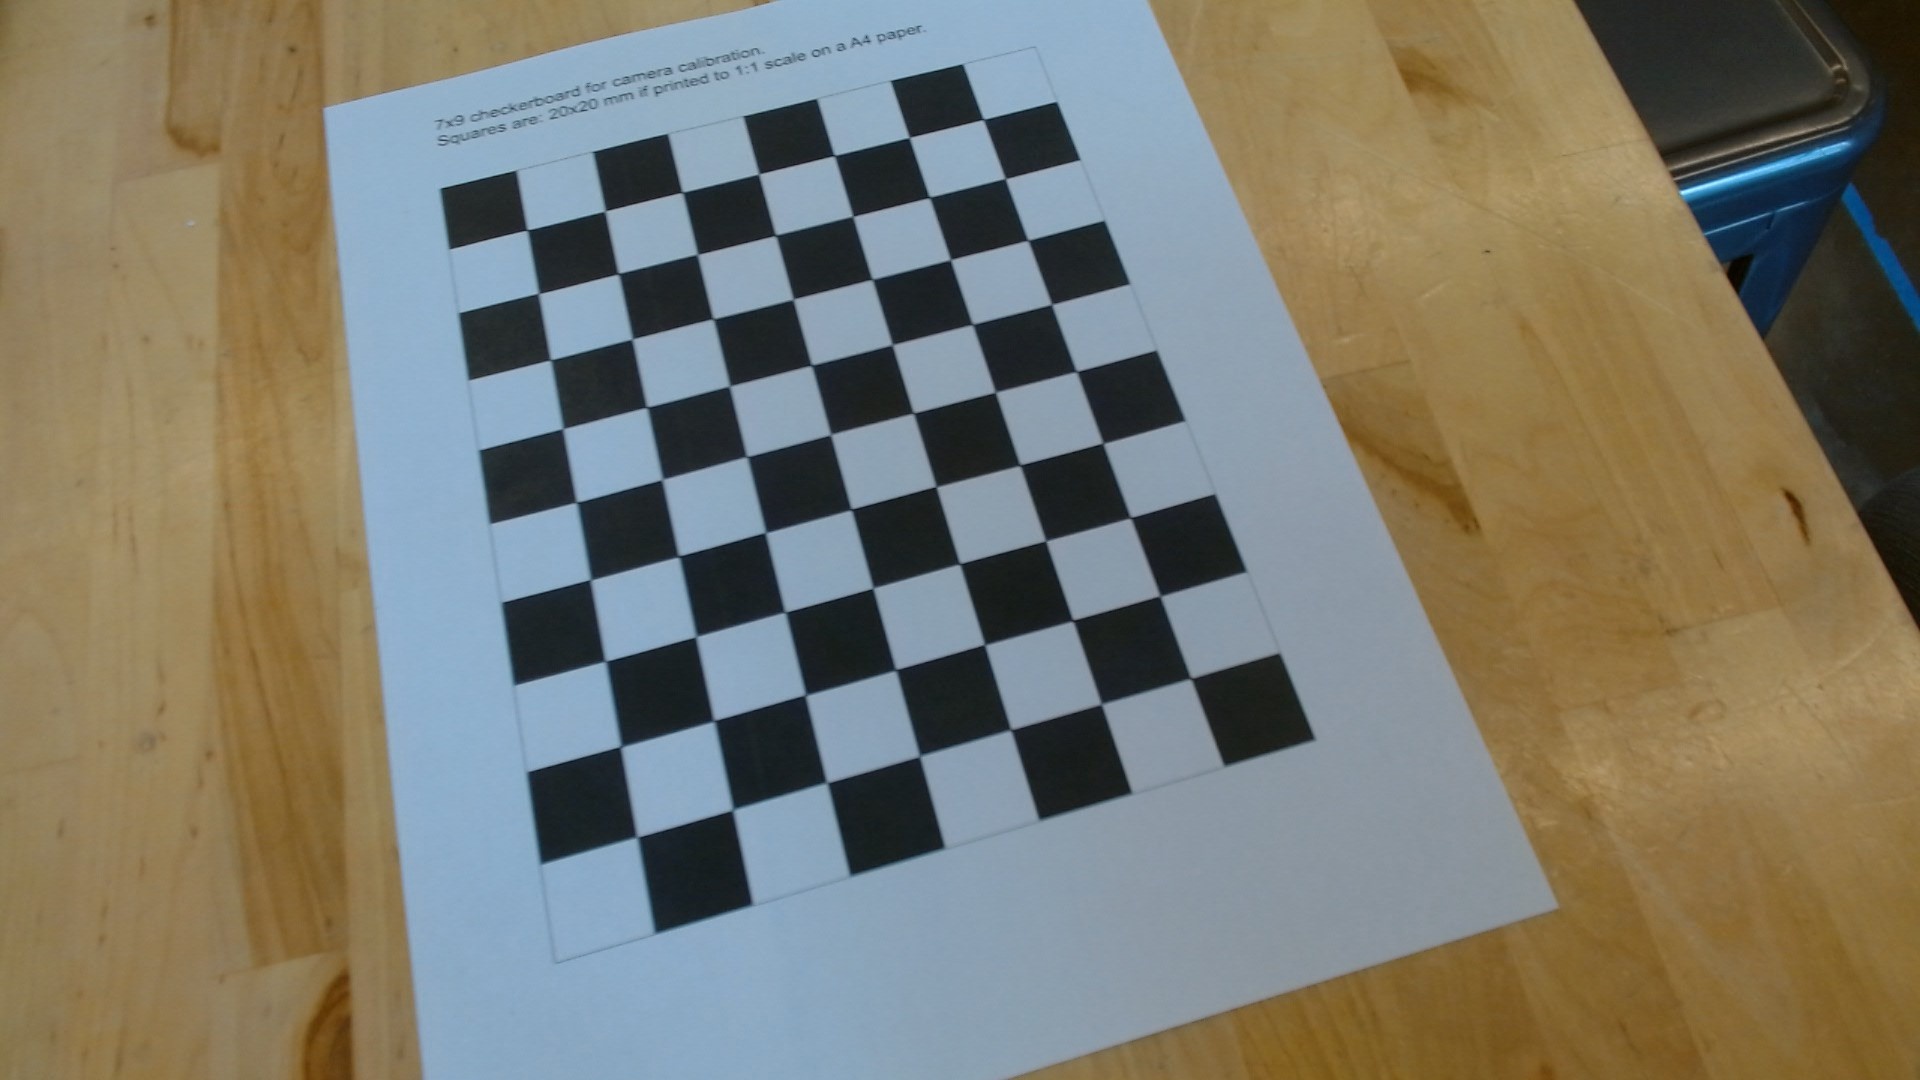 7x9 checkerboard for camera calibration.
Squares are: 20x20 mm if printed to 1:1 scale on a A4 paper.